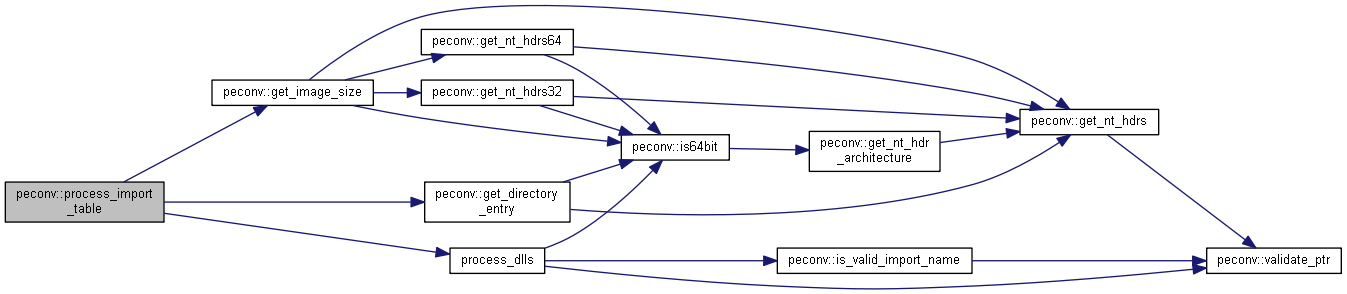 peconv::get_nt_hdrs64
peconv::get_image_size
peconv::get_nt_hdrs32
peconv::get_nt_hdrs
peconv::is64bit
peconv::get_nt_hdr
_architecture
peconv::process_import
_table
peconv::get_directory
_entry
process_dlls
peconv::is_valid_import_name
peconv::validate_ptr